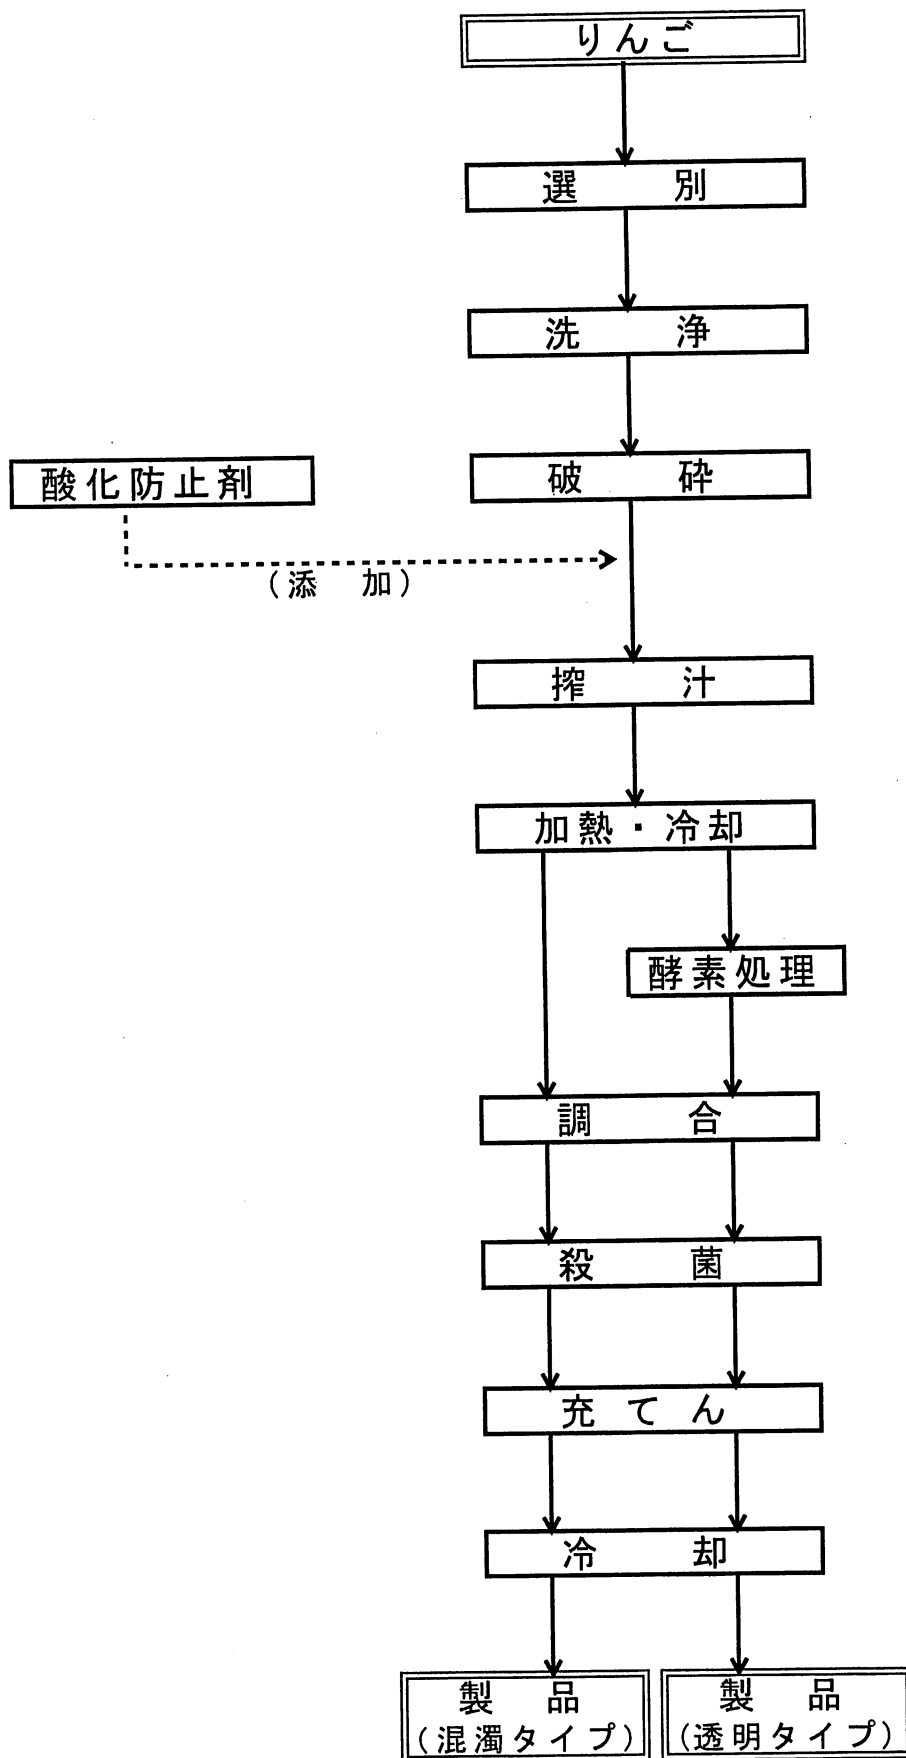 りんご
選別
洗浄
破砕
酸化防止剤
（添加）
搾汁
加熱・冷却
酵素処理
調合
殺菌
充てん
冷却
製品
（混濁タイプ）
製品
（透明タイプ）